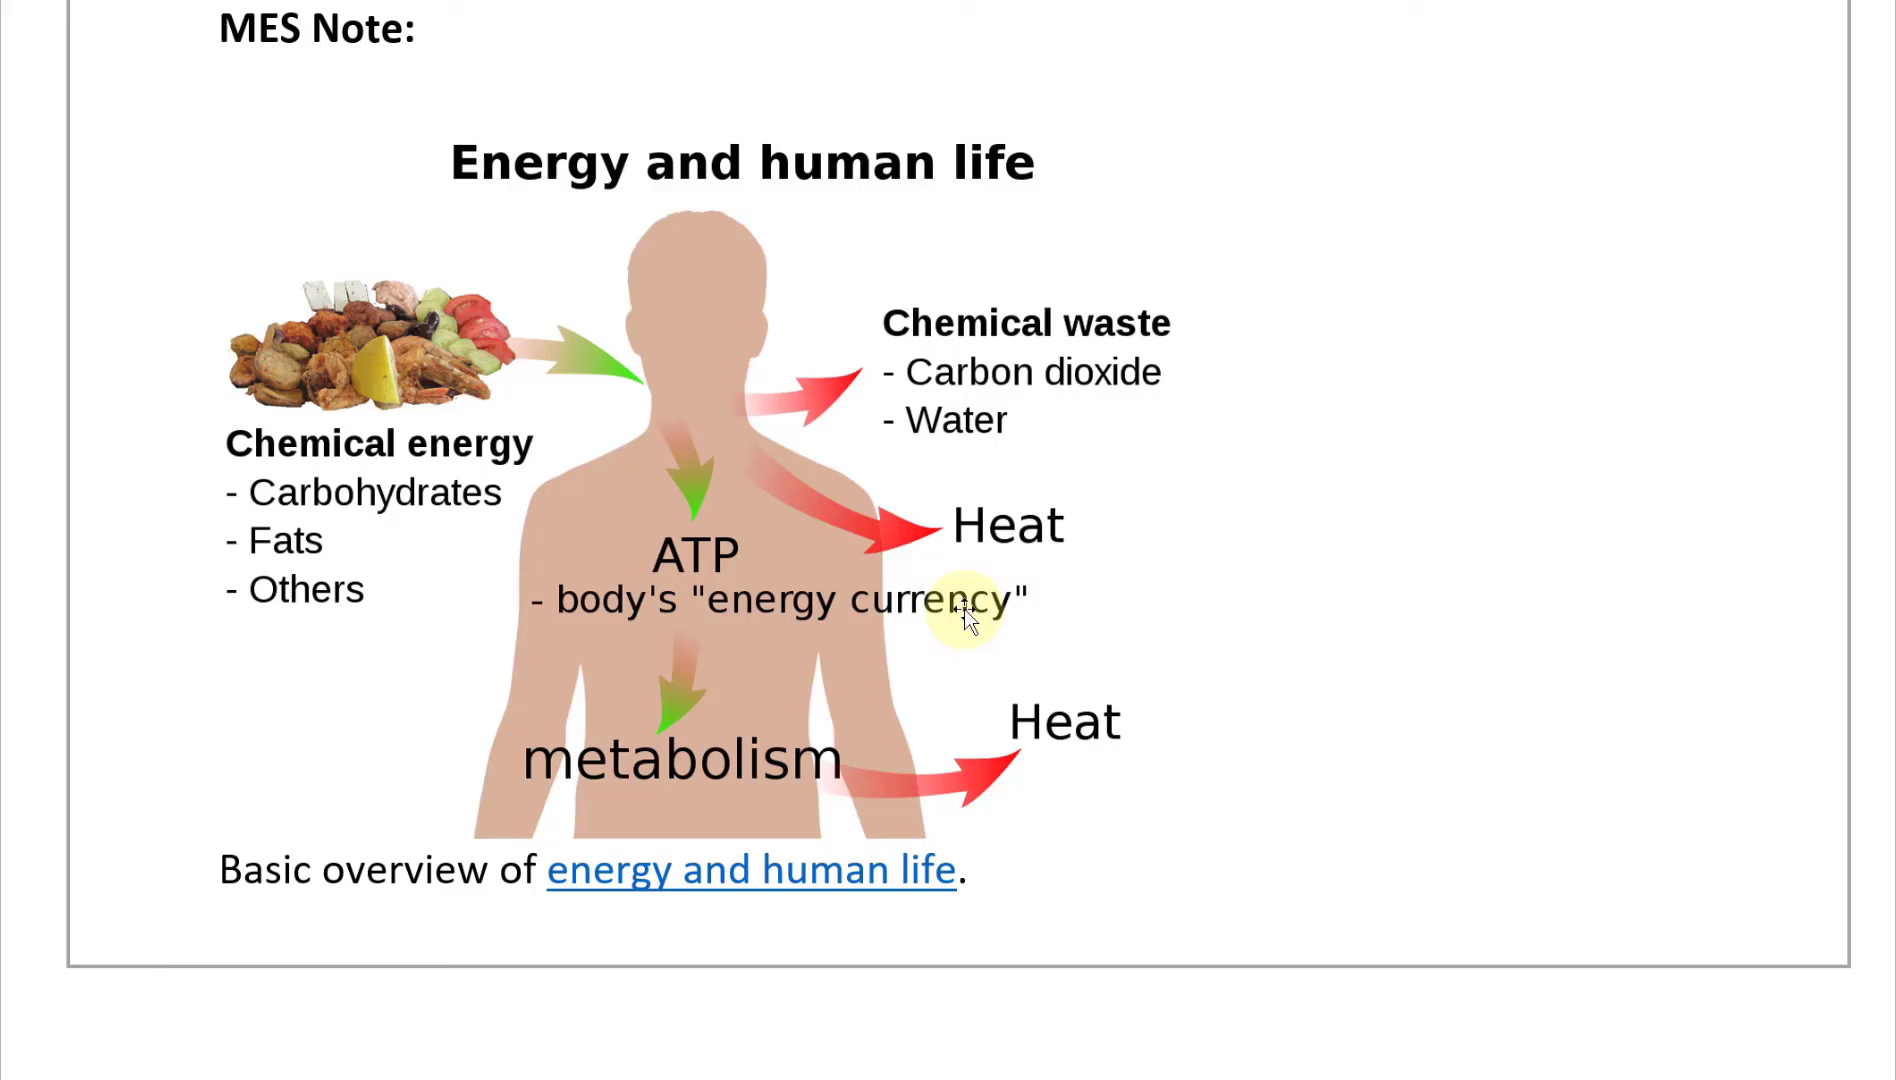 MES Note:
Energy and human life
Chemical energy
- Carbohydrates
- Fats
- Others
Chemical waste
- Carbon dioxide
- Water
Heat
ATP
- body's "energy currency"
metabolism
Heat
Basic overview of energy and human life.